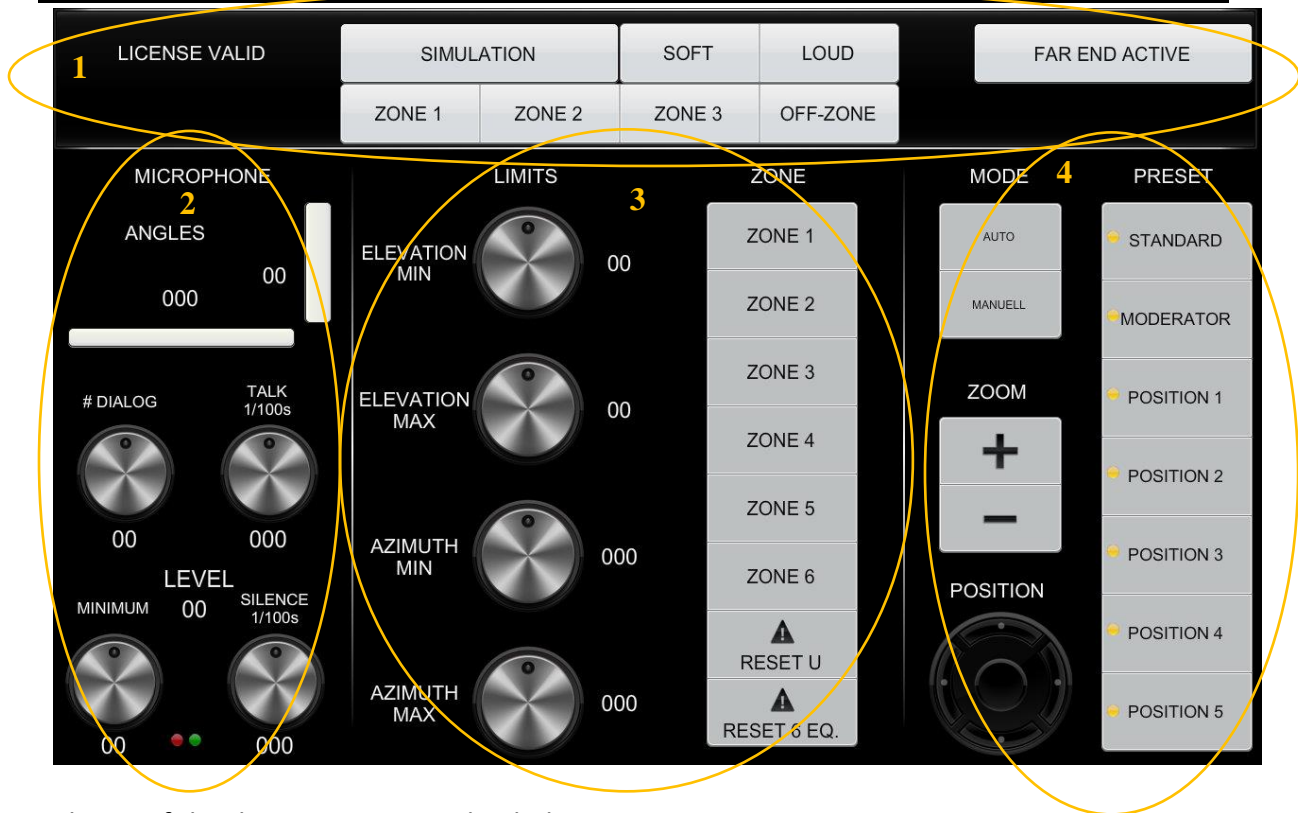 LICENSE VALID
1
SIMULATION
SOFT
LOUD
FAR END ACTIVE
ZONE 1
ZONE 2
ZONE 3
OFF-ZONE
MICROPHONE
2
ANGLES
00
000
# DIALOG
TALK
1/100s
00
000
LEVEL
00
MINIMUM
SILENCE
1/100s
00
000
LIMITS
3
ELEVATION
MIN
00
ELEVATION
MAX
00
AZIMUTH
MIN
000
AZIMUTH
MAX
000
ZONE
ZONE 1
ZONE 2
ZONE 3
ZONE 4
ZONE 5
ZONE 6
RESET U
RESET 6 EQ.
MODE
4
AUTO
MANUELL
ZOOM
+
−
POSITION
PRESET
STANDARD
MODERATOR
POSITION 1
POSITION 2
POSITION 3
POSITION 4
POSITION 5